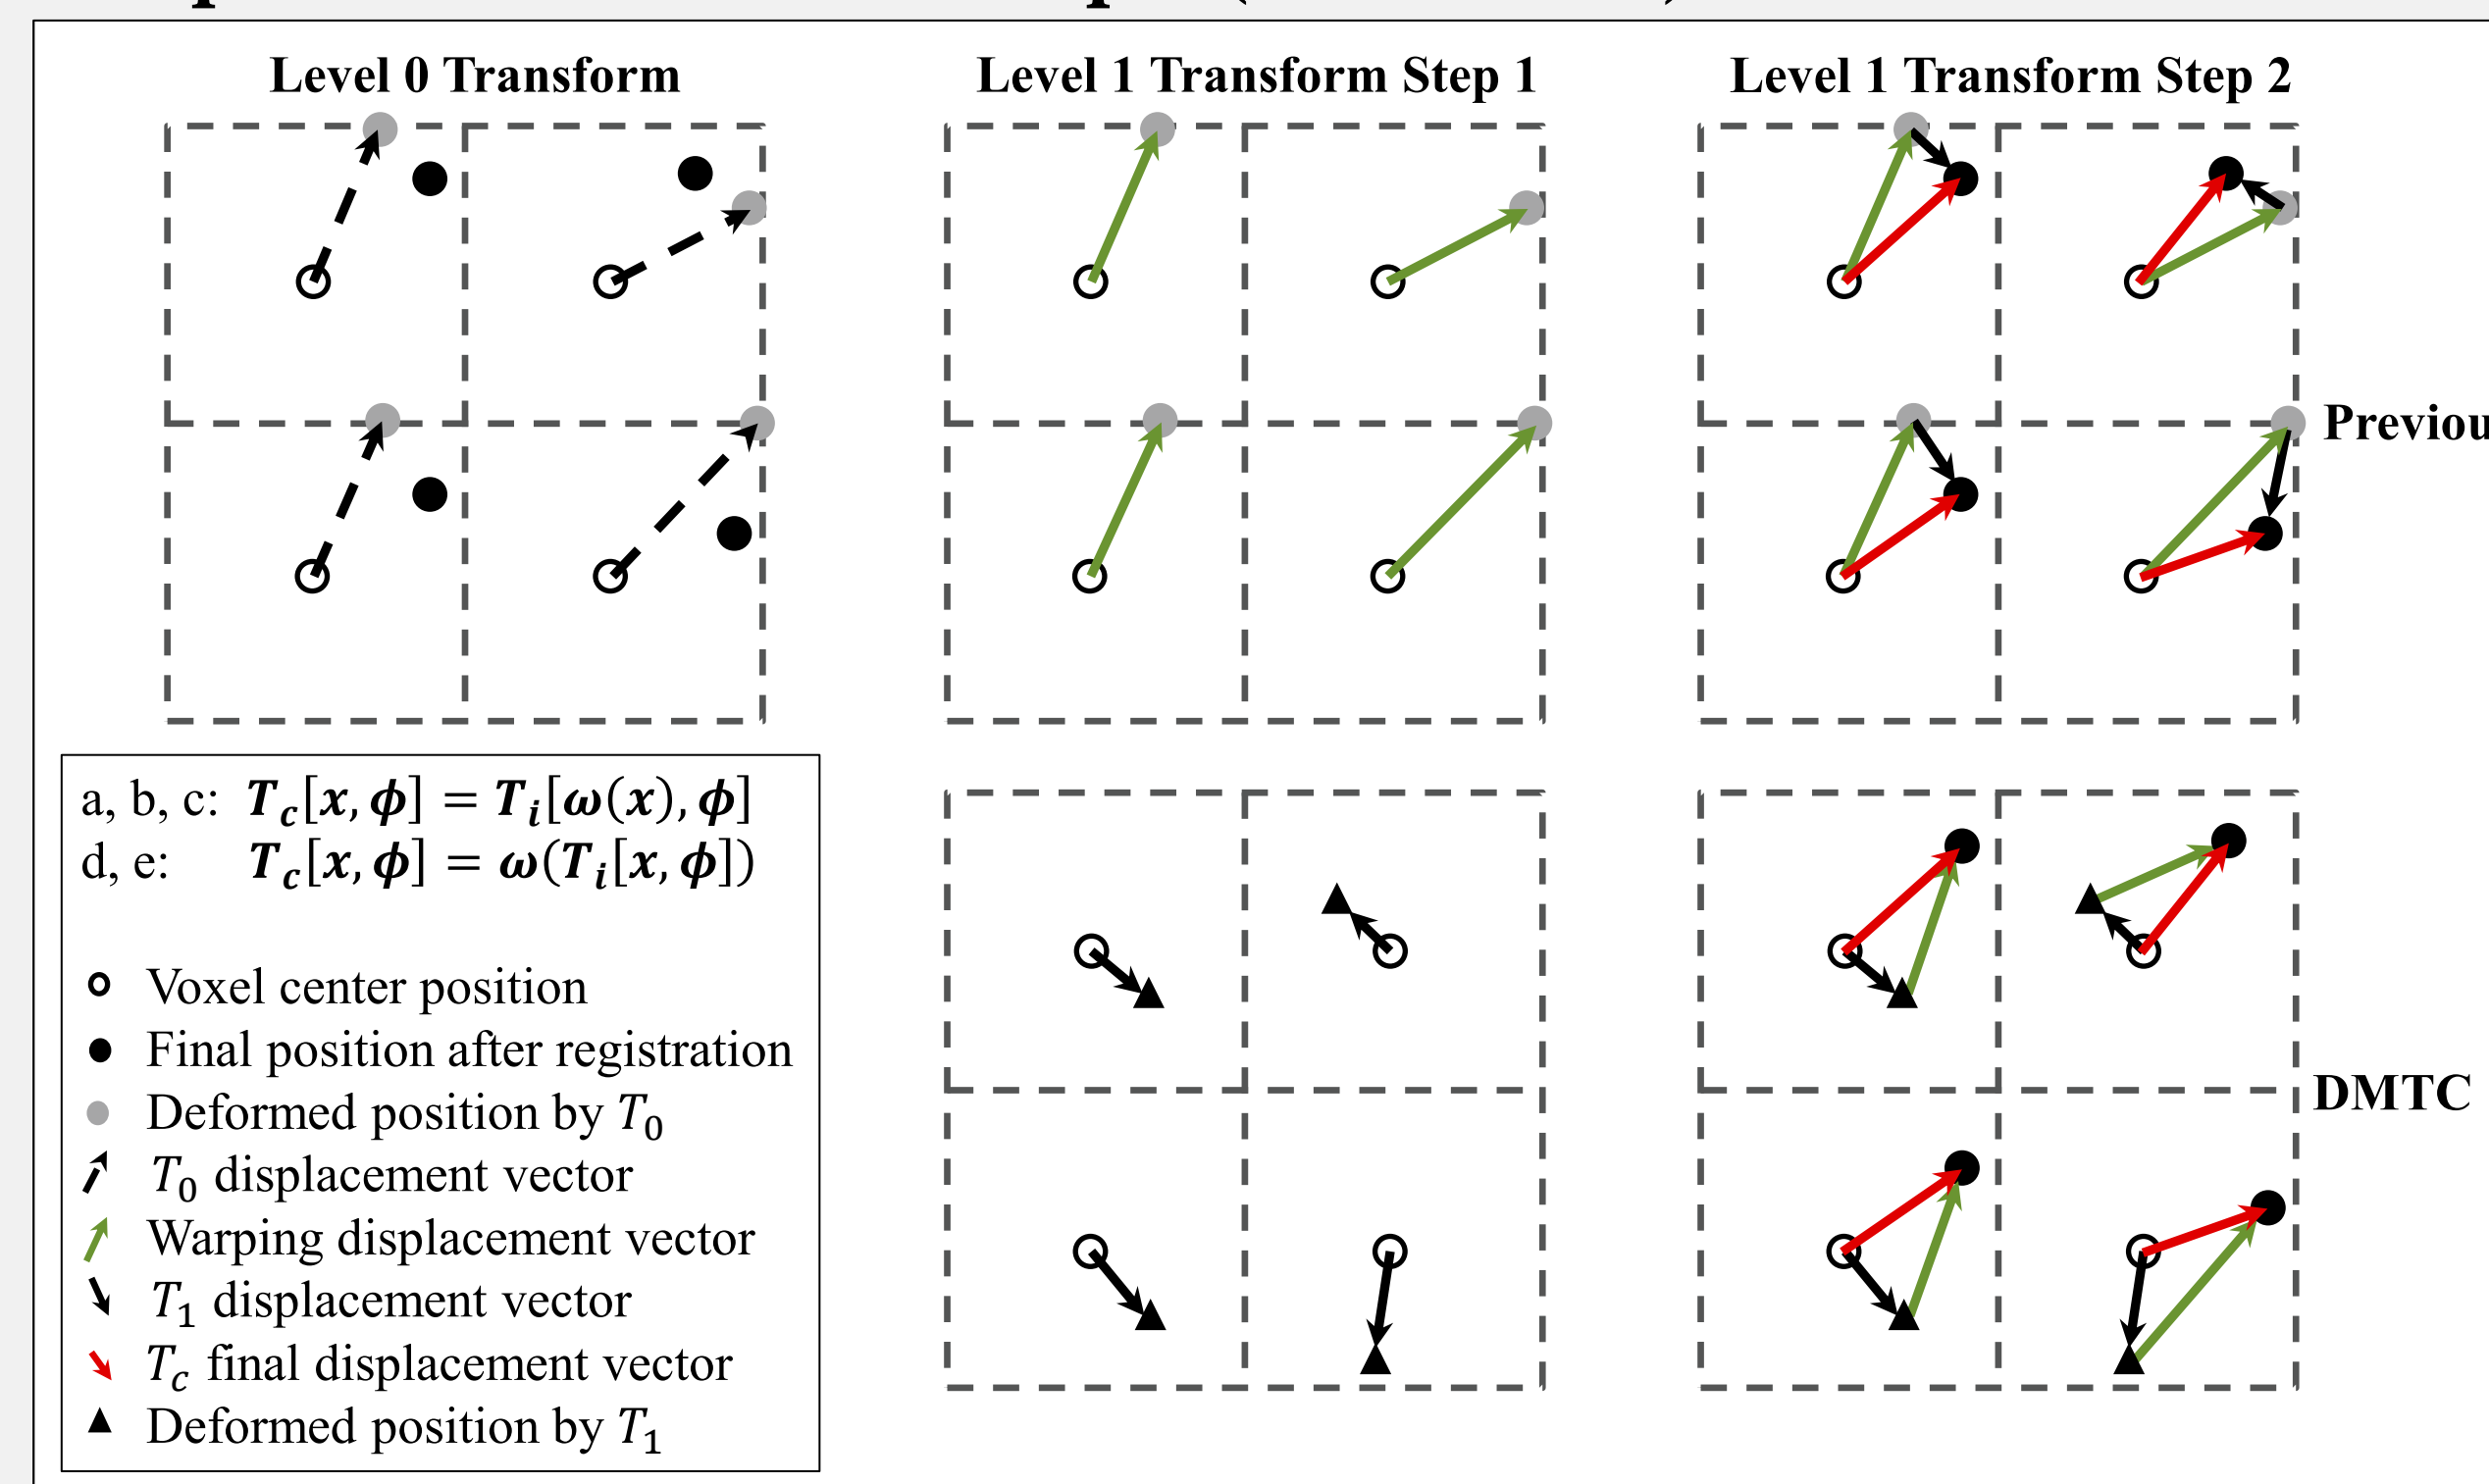 Level 0 Transform
Level 1 Transform Step 1
Level 1 Transform Step 2
DMTC
a, b, c: T_c[x, ϕ] = T_i[ω(x), ϕ]
d, e: T_c[x, ϕ] = ω(T_i[x, ϕ])
Voxel center position
Final position after registration
Deformed position by T_0
T_0 displacement vector
Warping displacement vector
T_1 displacement vector
T_c final displacement vector
Deformed position by T_1